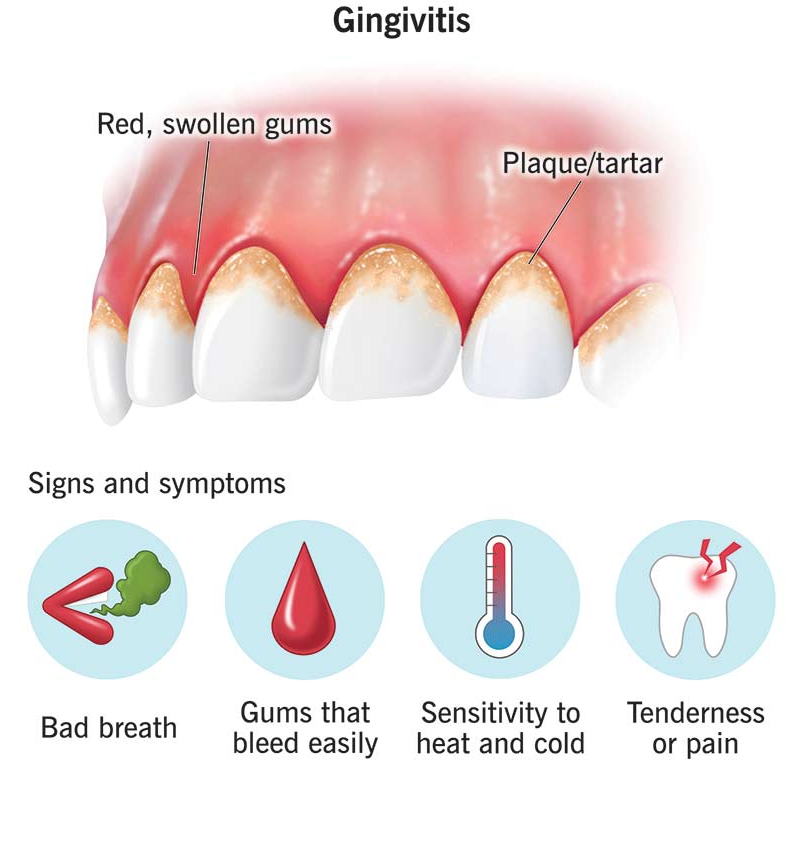 Gingivitis
Red, swollen gums
Plaque/tartar
Signs and symptoms
Bad breath
Gums that
bleed easily
Sensitivity to
heat and cold
Tenderness
or pain